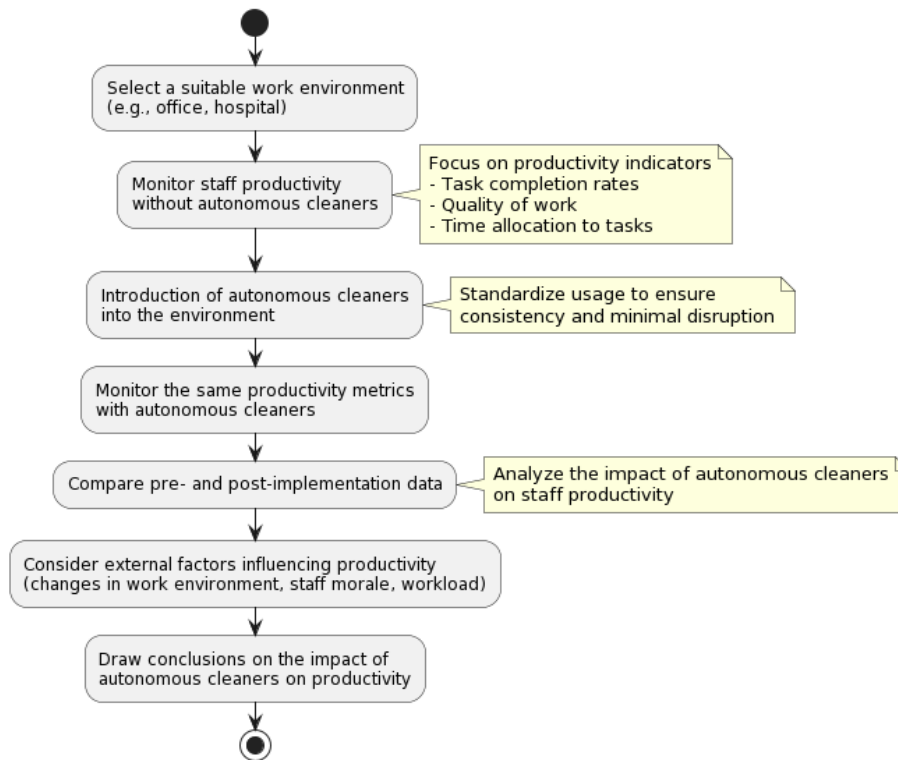 Select a suitable work environment
(e.g., office, hospital)
Monitor staff productivity
without autonomous cleaners
Focus on productivity indicators
- Task completion rates
- Quality of work
- Time allocation to tasks
Introduction of autonomous cleaners
into the environment
Standardize usage to ensure
consistency and minimal disruption
Monitor the same productivity metrics
with autonomous cleaners
Compare pre- and post-implementation data
Analyze the impact of autonomous cleaners
on staff productivity
Consider external factors influencing productivity
(changes in work environment, staff morale, workload)
Draw conclusions on the impact of
autonomous cleaners on productivity